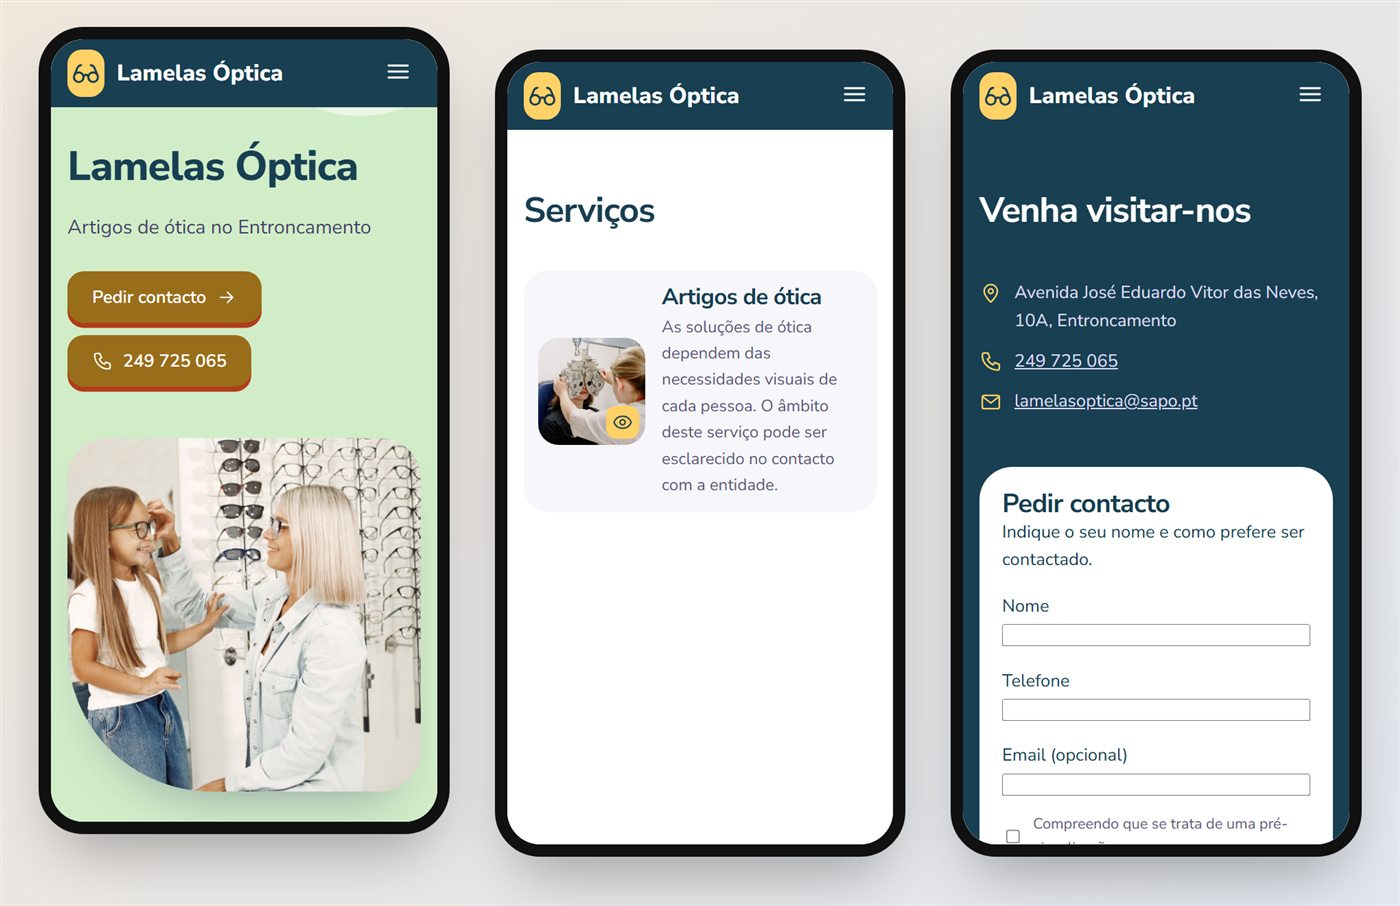 Lamelas Óptica
Lamelas Óptica
Artigos de ótica no Entroncamento
Pedir contacto →
249 725 065
Lamelas Óptica
Serviços
Artigos de ótica
As soluções de ótica
dependem das
necessidades visuais de
cada pessoa. O âmbito
deste serviço pode ser
esclarecido no contacto
com a entidade.
Lamelas Óptica
Venha visitar-nos
Avenida José Eduardo Vitor das Neves,
10A, Entroncamento
249 725 065
lamelasoptica@sapo.pt
Pedir contacto
Indique o seu nome e como prefere ser
contactado.
Nome
Telefone
Email (opcional)
Compreendo que se trata de uma pré-